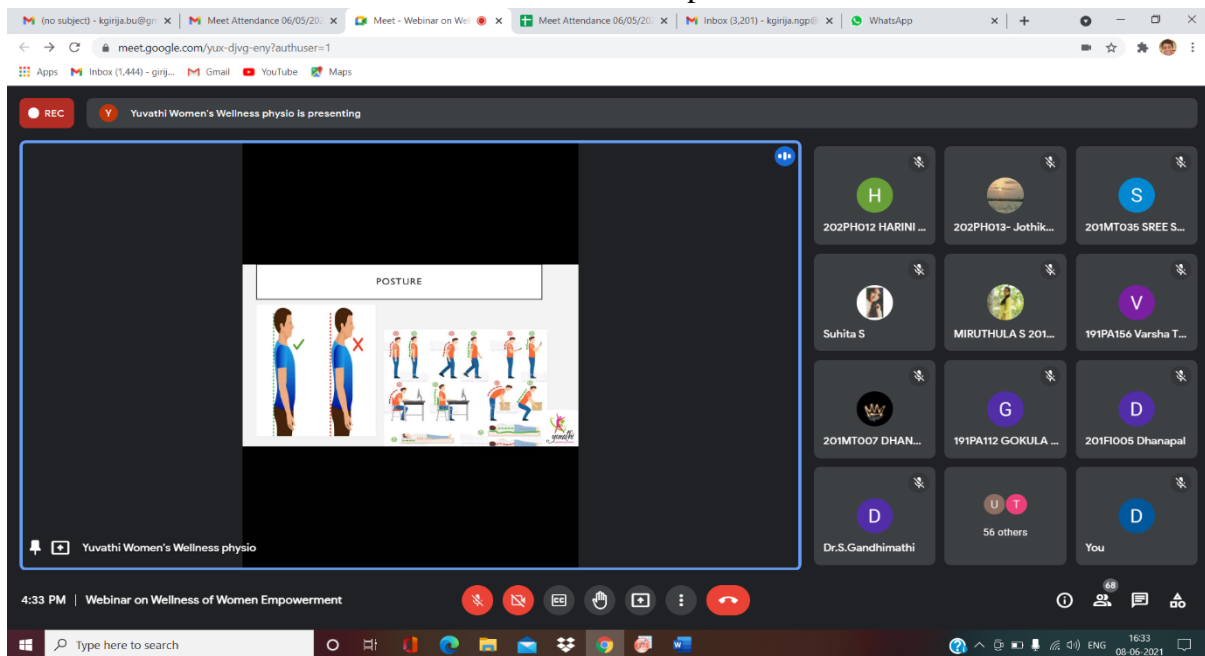 (no subject) - kgirija.bu@gm
Meet Attendance 06/05/202
Meet - Webinar on Wel
Meet Attendance 06/05/20
Inbox (3,201) - kgirija.ngp@
WhatsApp
meet.google.com/yux-djvg-eny?authuser=1
Apps
Inbox (1,444) - girij...
Gmail
YouTube
Maps
REC
Y
Yuvathi Women's Wellness physio is presenting
POSTURE
yuvathi
Yuvathi Women's Wellness physio
H
202PH012 HARINI ...
202PH013- Jothik...
S
201MT035 SREE S...
Suhita S
MIRUTHULA S 201...
V
191PA156 Varsha T...
201MT007 DHAN...
G
191PA112 GOKULA ...
D
201FI005 Dhanapal
D
Dr.S.Gandhimathi
U T
56 others
D
You
4:33 PM | Webinar on Wellness of Women Empowerment
CC
68
Type here to search
ENG
16:33
08-06-2021